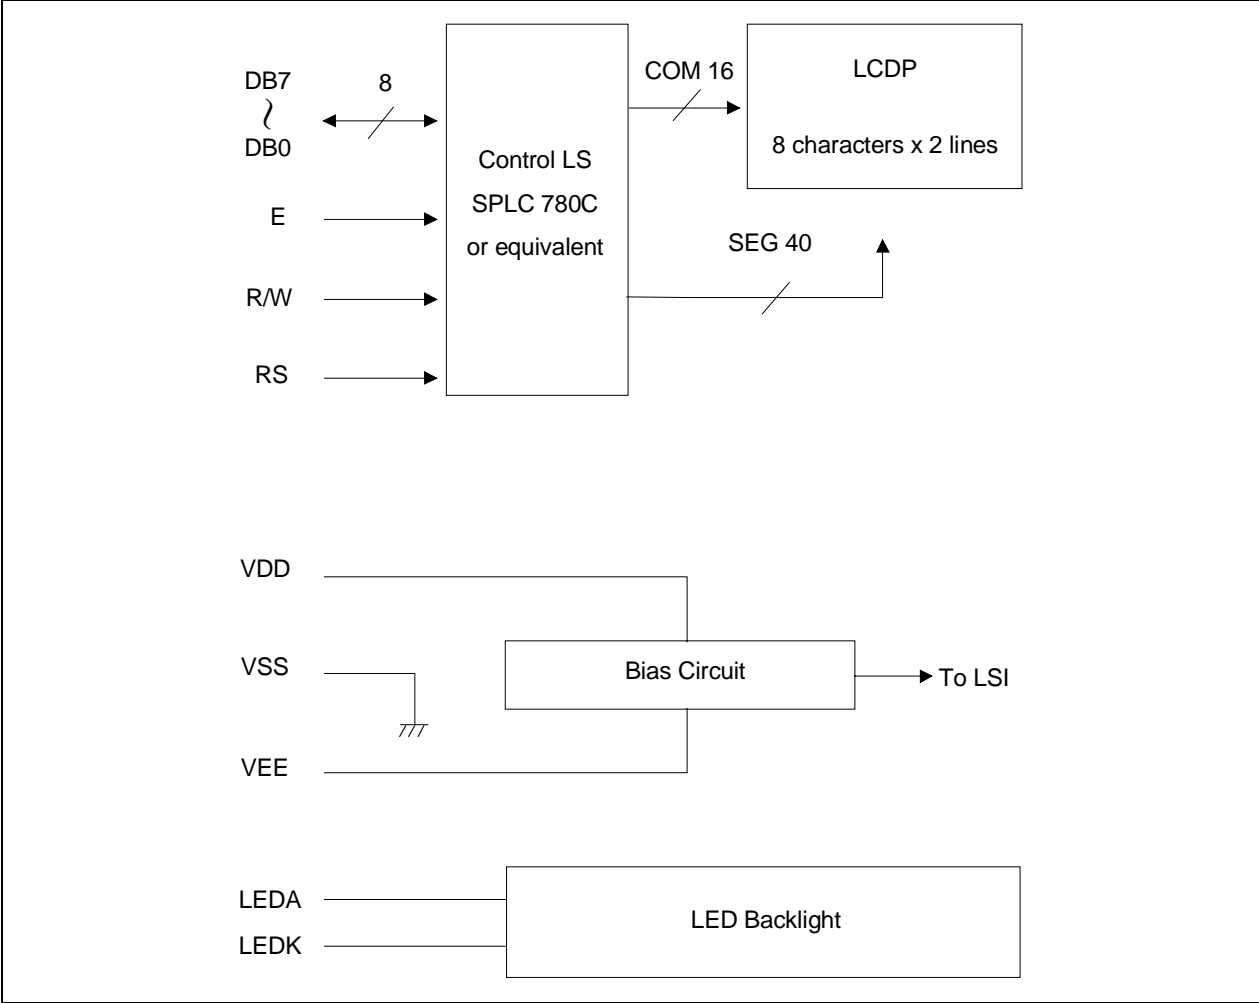 DB7
DB0
8
E
R/W
RS
Control LS
SPLC 780C
or equivalent
COM 16
LCDP
8 characters x 2 lines
SEG 40
VDD
VSS
VEE
Bias Circuit
To LSI
LEDA
LEDK
LED Backlight